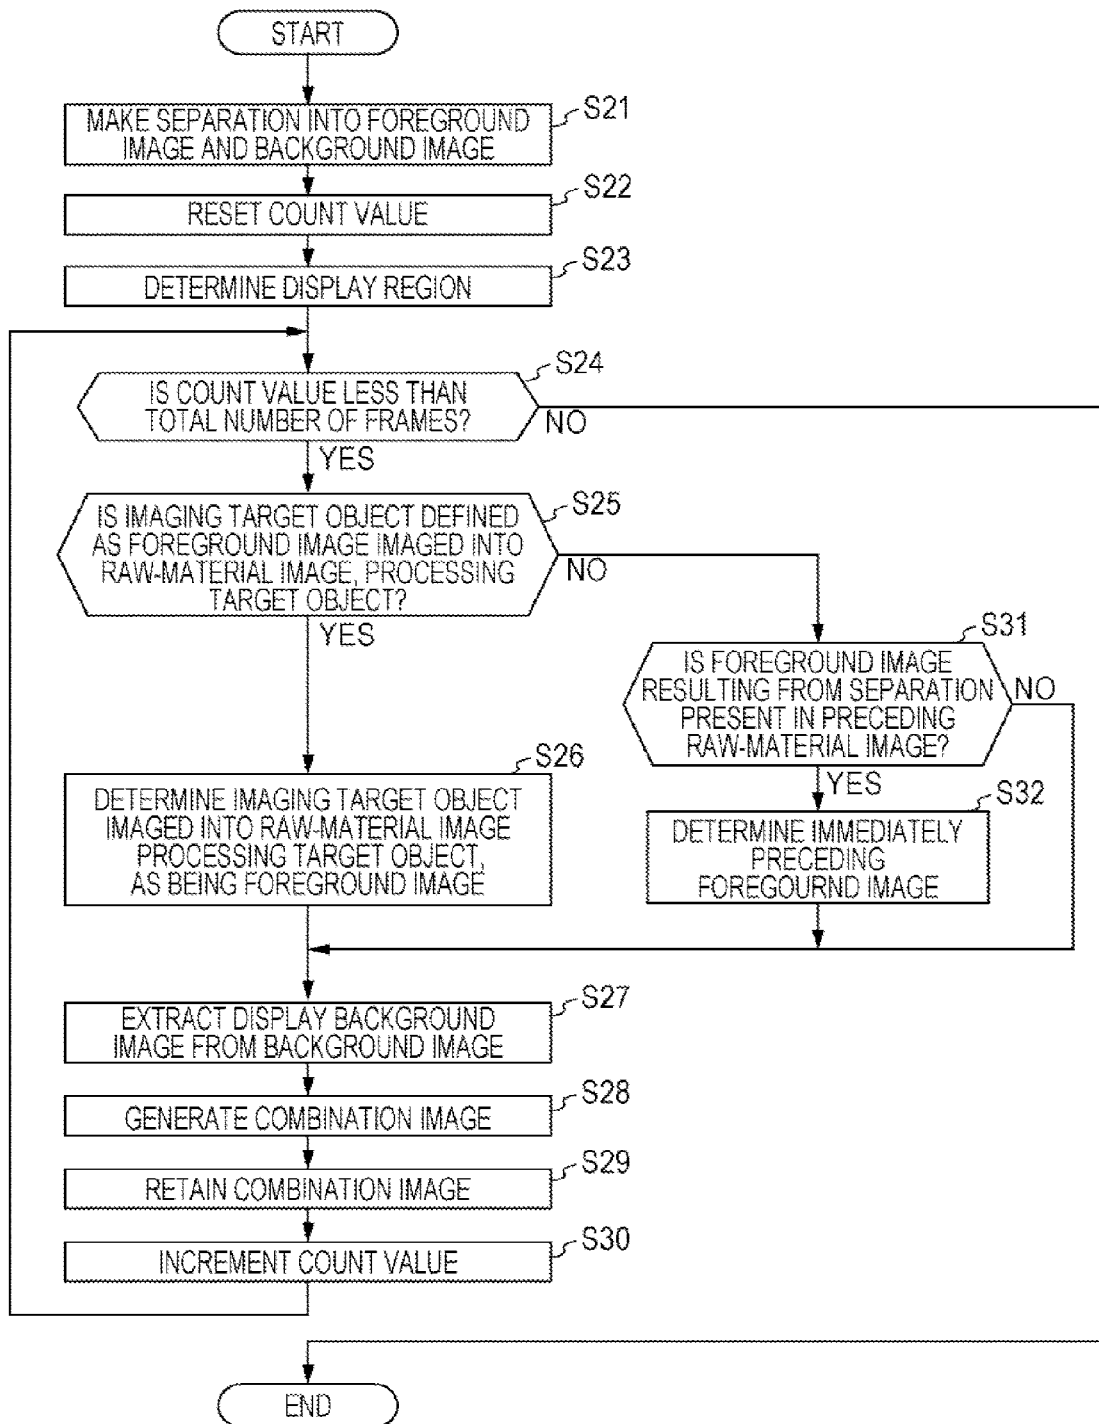 START
S21
MAKE SEPARATION INTO FOREGROUND
IMAGE AND BACKGROUND IMAGE
S22
RESET COUNT VALUE
S23
DETERMINE DISPLAY REGION
S24
IS COUNT VALUE LESS THAN
TOTAL NUMBER OF FRAMES?
NO
YES
S25
IS IMAGING TARGET OBJECT DEFINED
AS FOREGROUND IMAGE IMAGED INTO
RAW-MATERIAL IMAGE, PROCESSING
TARGET OBJECT?
NO
YES
S31
IS FOREGROUND IMAGE
RESULTING FROM SEPARATION
PRESENT IN PRECEDING
RAW-MATERIAL IMAGE?
NO
YES
S26
DETERMINE IMAGING TARGET OBJECT
IMAGED INTO RAW-MATERIAL IMAGE
PROCESSING TARGET OBJECT,
AS BEING FOREGROUND IMAGE
S32
DETERMINE IMMEDIATELY
PRECEDING
FOREGOURND IMAGE
S27
EXTRACT DISPLAY BACKGROUND
IMAGE FROM BACKGROUND IMAGE
S28
GENERATE COMBINATION IMAGE
S29
RETAIN COMBINATION IMAGE
S30
INCREMENT COUNT VALUE
END